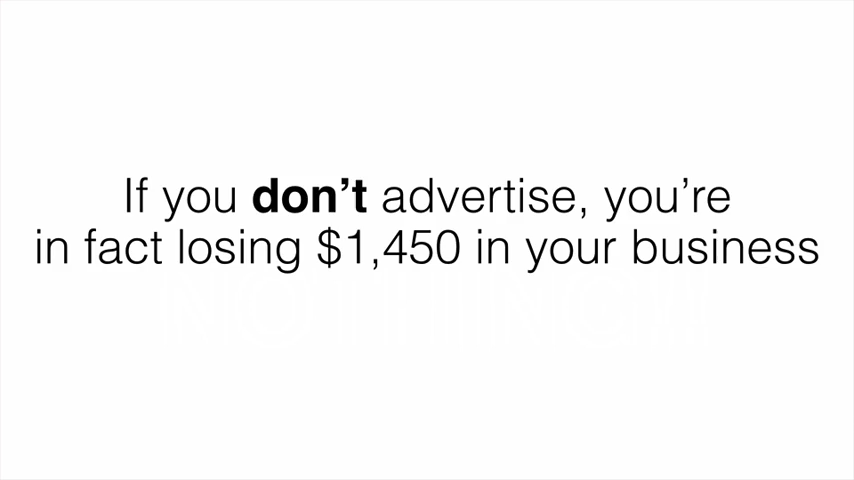 If you don’t advertise, you’re
in fact losing $1,450 in your business